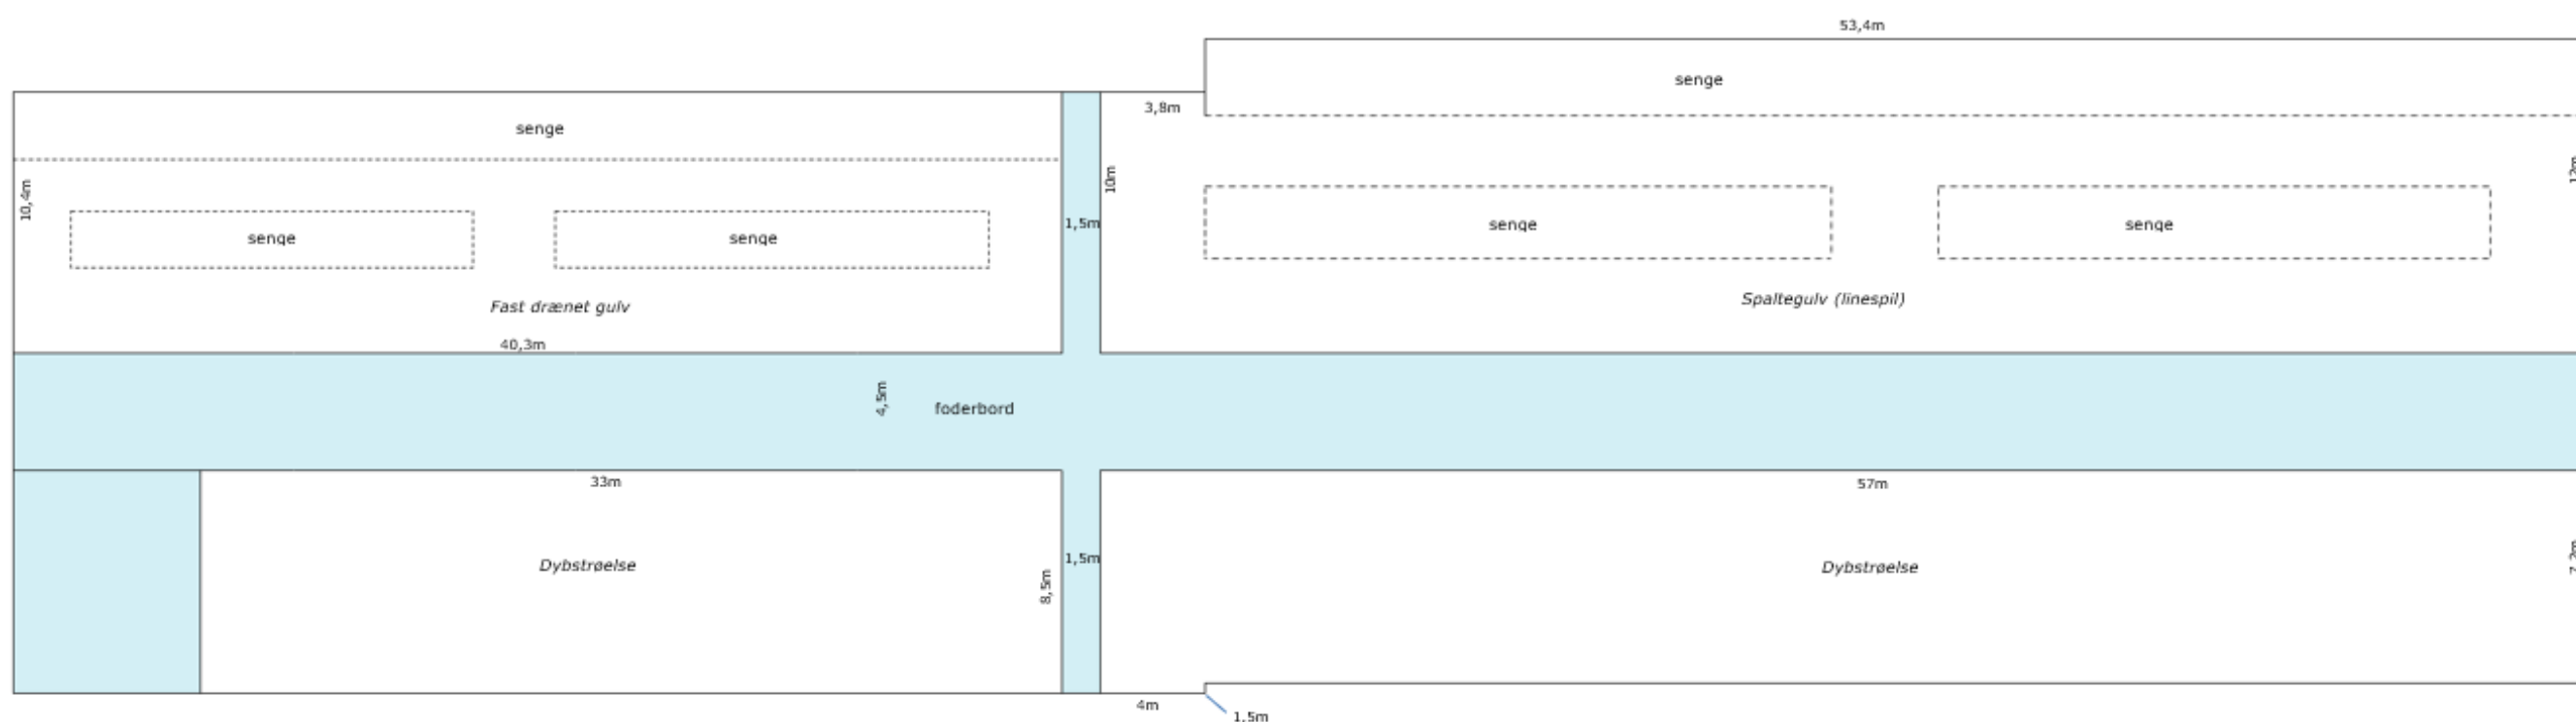 53,4m
senge
3,8m
senge
12m
10,4m
10m
senge
senge
1,5m
senge
senge
Fast drænet gulv
Spaltegulv (linespil)
40,3m
4,5m
foderbord
33m
57m
Dybstrøelse
1,5m
Dybstrøelse
8,5m
4m
1,5m